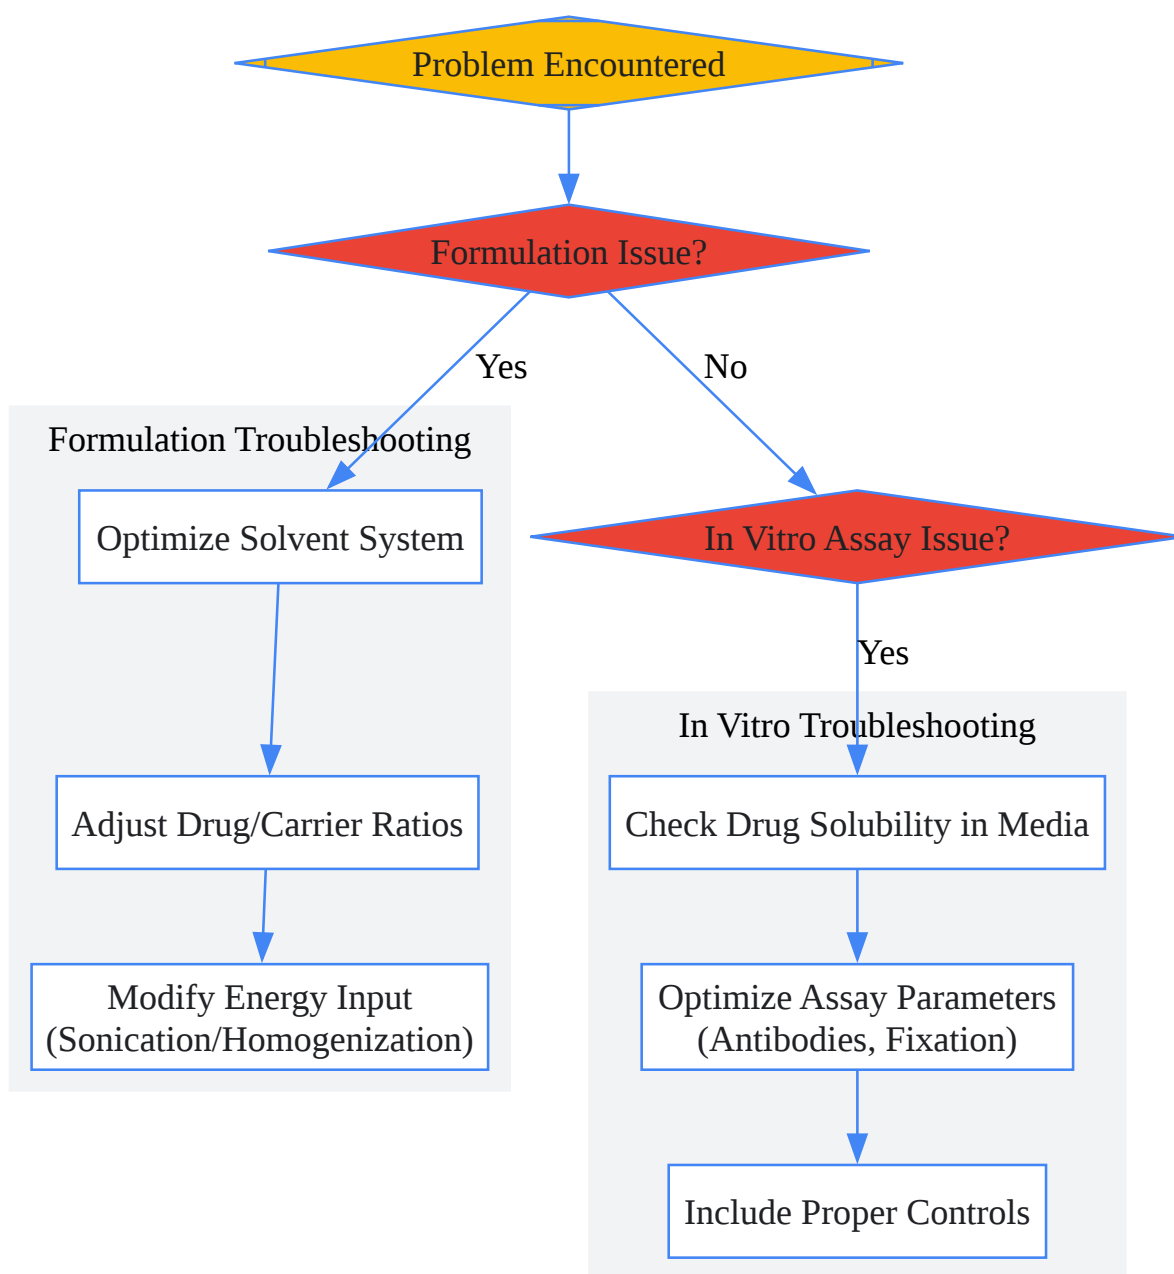 Problem Encountered
Formulation Issue?
Yes
No
Formulation Troubleshooting
Optimize Solvent System
In Vitro Assay Issue?
Yes
In Vitro Troubleshooting
Adjust Drug/Carrier Ratios
Check Drug Solubility in Media
Modify Energy Input
(Sonication/Homogenization)
Optimize Assay Parameters
(Antibodies, Fixation)
Include Proper Controls